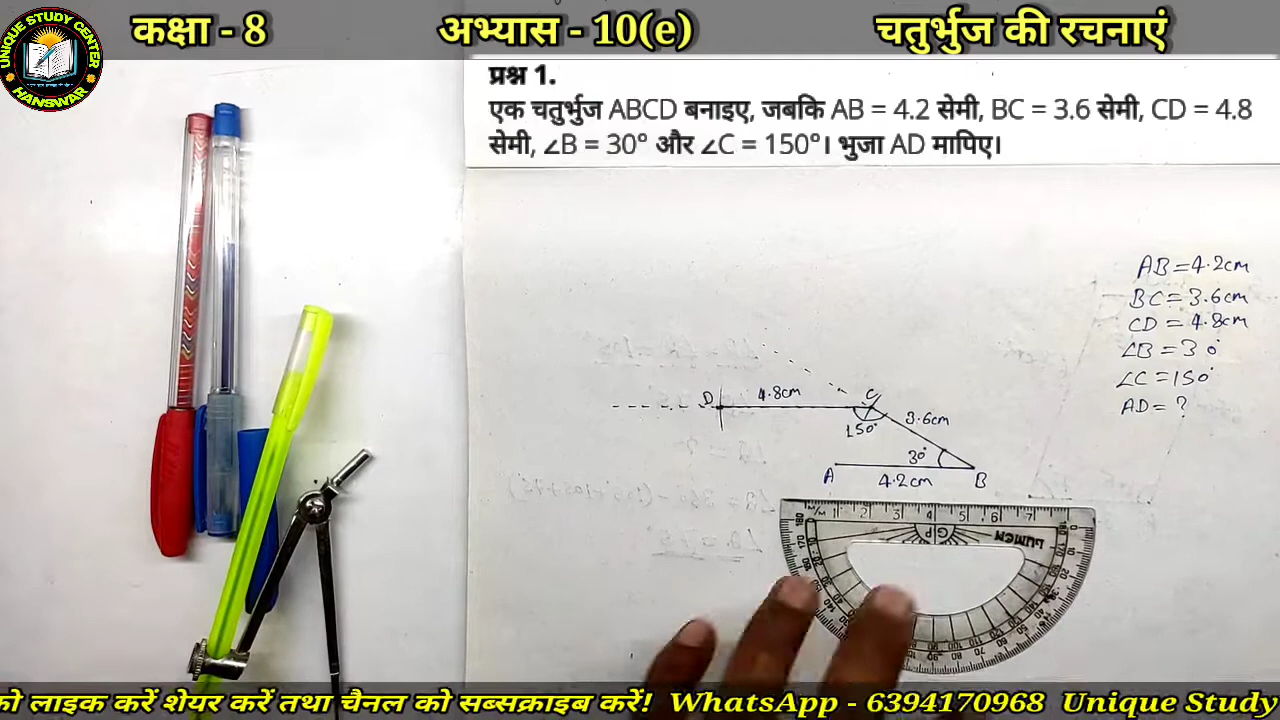 UNIQUE STUDY CENTER
HANSWAR
कक्षा - 8
अभ्यास - 10(e)
चतुर्भुज की रचनाएं
प्रश्न 1.
एक चतुर्भुज ABCD बनाइए, जबकि AB = 4.2 सेमी, BC = 3.6 सेमी, CD = 4.8
सेमी, ∠B = 30° और ∠C = 150°। भुजा AD मापिए।
AB = 4.2cm
BC = 3.6cm
CD = 4.8cm
∠B = 30°
∠C = 150°
AD = ?
D 4.8cm C
150° 3.6cm
30°
A 4.2cm B
को लाइक करें शेयर करें तथा चैनल को सब्सक्राइब करें! WhatsApp - 6394170968 Unique Study